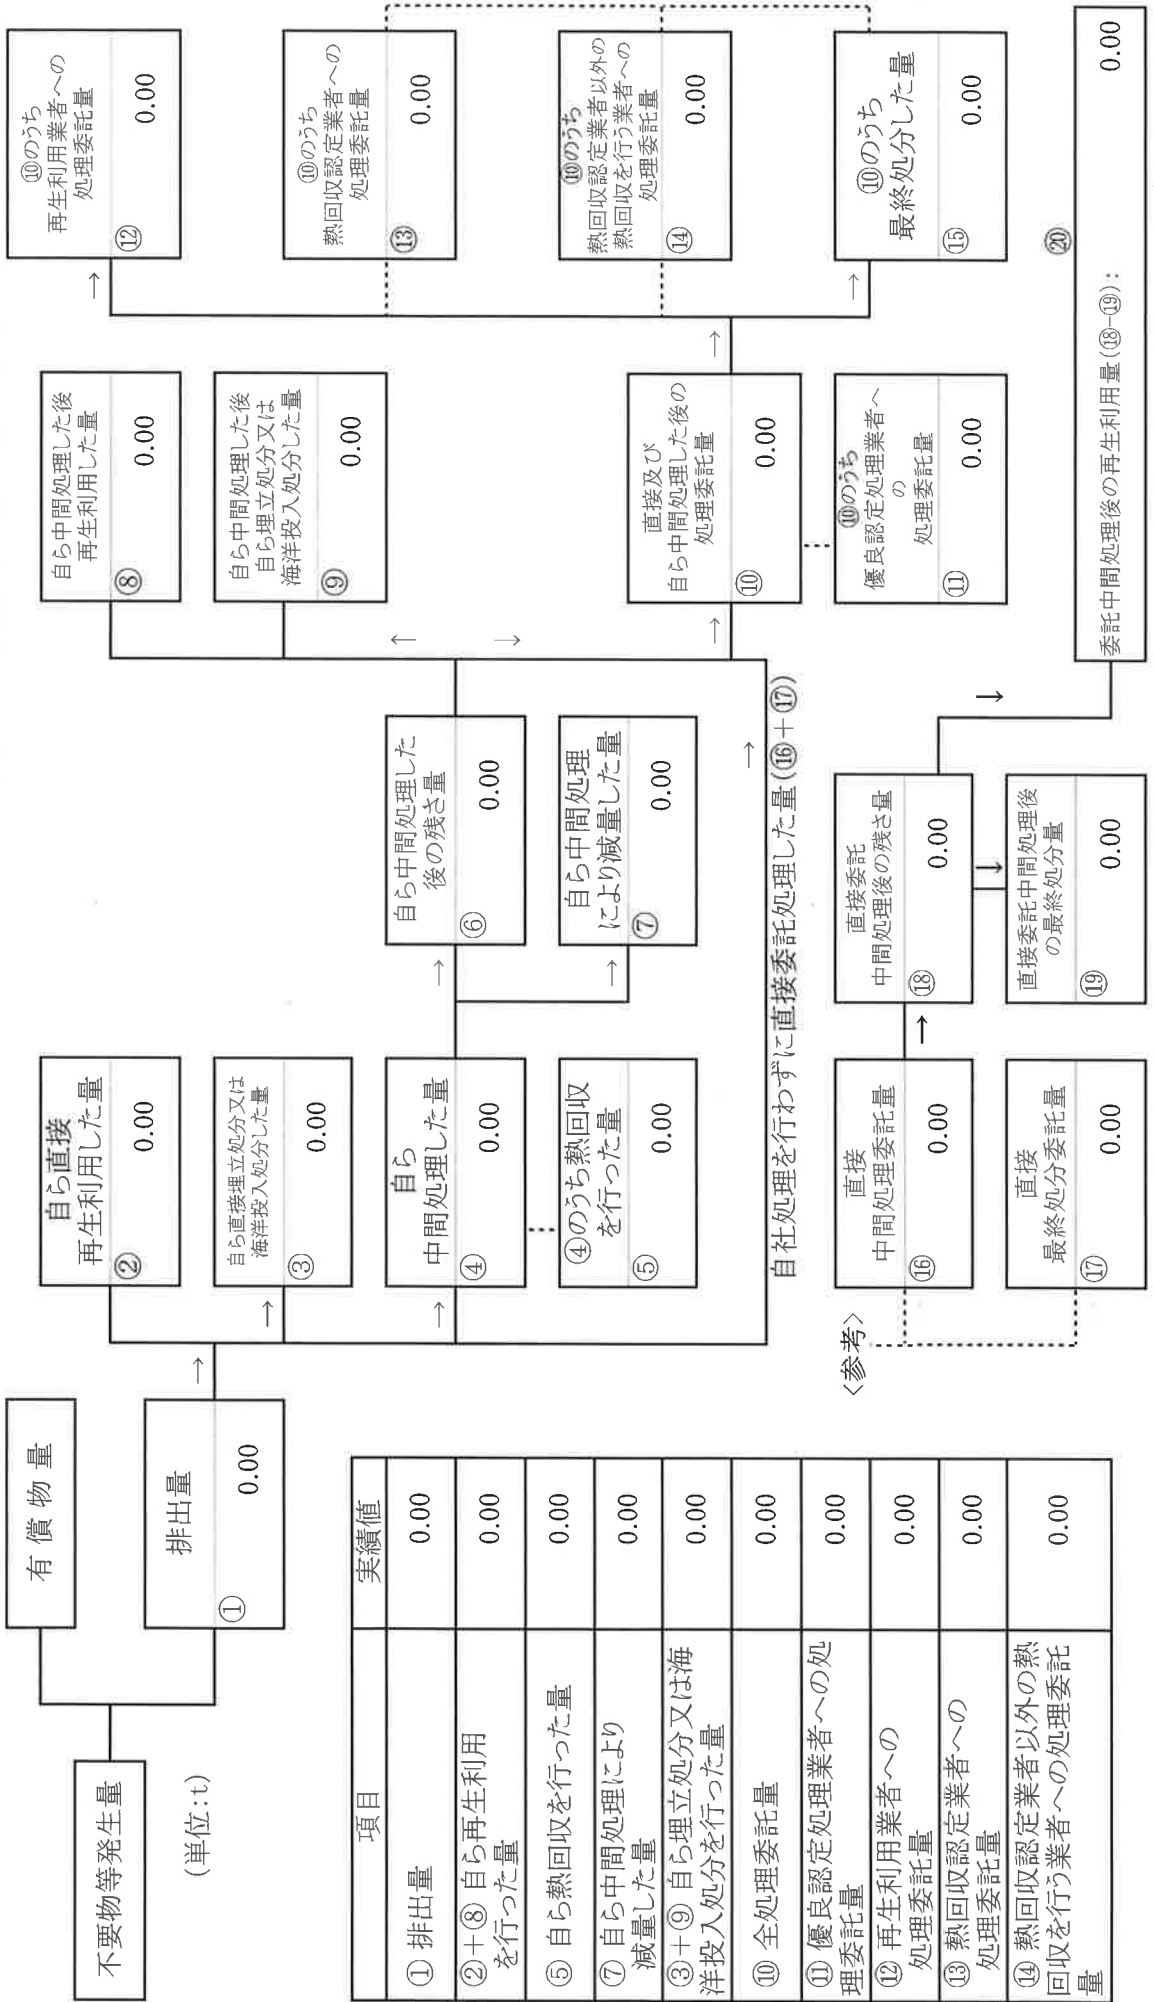 不要物等発生量
(単位:t)
有 償 物 量
排出量
①
0.00
自ら直接
再生利用した量
②
0.00
自ら直接埋立処分又は
海洋投入処分した量
③
0.00
自ら
中間処理した量
④
0.00
④のうち熱回収
を行った量
⑤
0.00
自ら中間処理した
後の残さ量
⑥
0.00
自ら中間処理
により減量した量
⑦
0.00
自ら中間処理した後
再生利用した量
⑧
0.00
自ら中間処理した後
自ら埋立処分又は
海洋投入処分した量
⑨
0.00
直接及び
自ら中間処理した後の
処理委託量
⑩
0.00
⑩のうち
優良認定処理業者へ
の
処理委託量
⑪
0.00
⑩のうち
再生利用業者への
処理委託量
⑫
0.00
⑩のうち
熱回収認定業者への
処理委託量
⑬
0.00
⑩のうち
熱回収認定業者以外の
熱回収を行う業者への
処理委託量
⑭
0.00
⑩のうち
最終処分した量
⑮
0.00
自社処理を行わずに直接委託処理した量(⑯+⑰)
<参考>
直接
中間処理委託量
⑯
0.00
直接
最終処分委託量
⑰
0.00
直接委託
中間処理後の残さ量
⑱
0.00
直接委託中間処理後
の最終処分量
⑲
0.00
⑳
委託中間処理後の再生利用量(⑱-⑲): 0.00
項目 実績値
① 排出量 0.00
②+⑧ 自ら再生利用
を行った量 0.00
⑤ 自ら熱回収を行った量 0.00
⑦ 自ら中間処理により
減量した量 0.00
③+⑨ 自ら埋立処分又は海
洋投入処分を行った量 0.00
⑩ 全処理委託量 0.00
⑪ 優良認定処理業者への処
理委託量 0.00
⑫ 再生利用業者への
処理委託量 0.00
⑬ 熱回収認定業者への
処理委託量 0.00
⑭ 熱回収認定業者以外の熱
回収を行う業者への処理委託
量 0.00